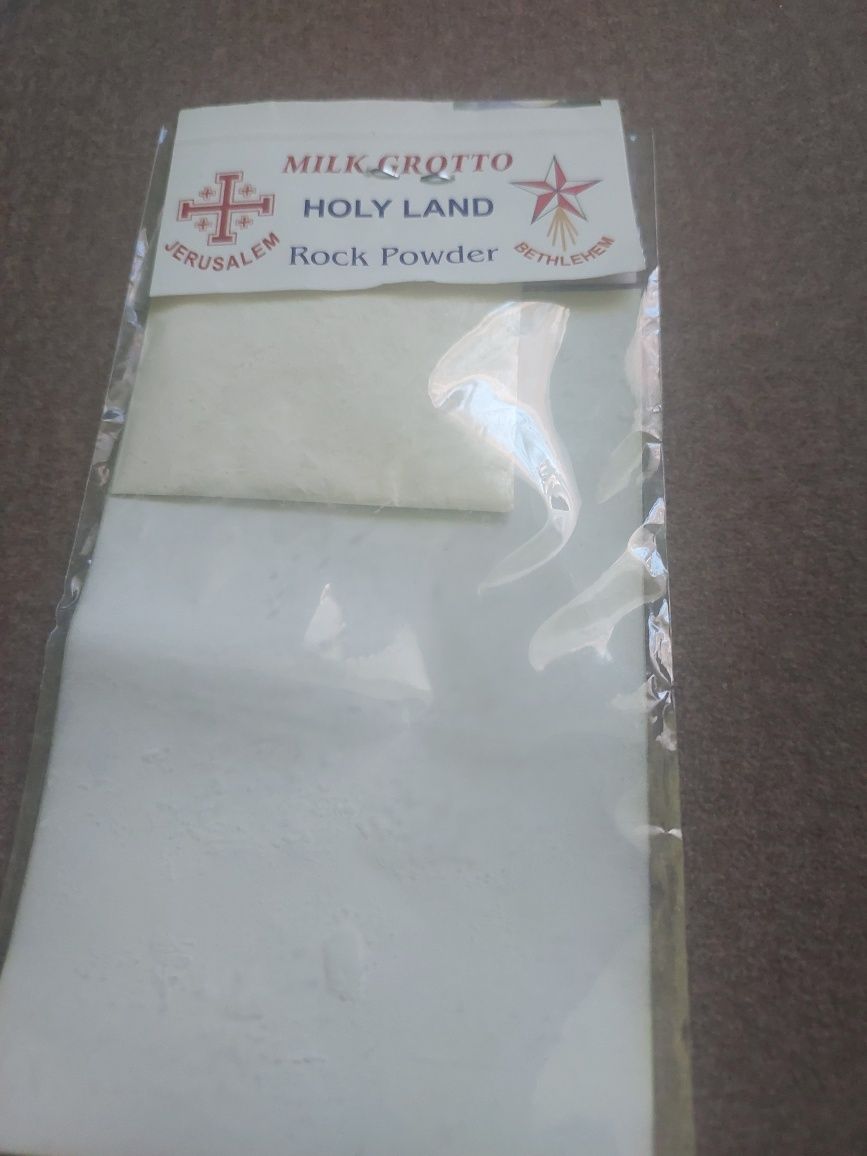 MILK GROTTO
HOLY LAND
Rock Powder
JERUSALEM
BETHLEHEM